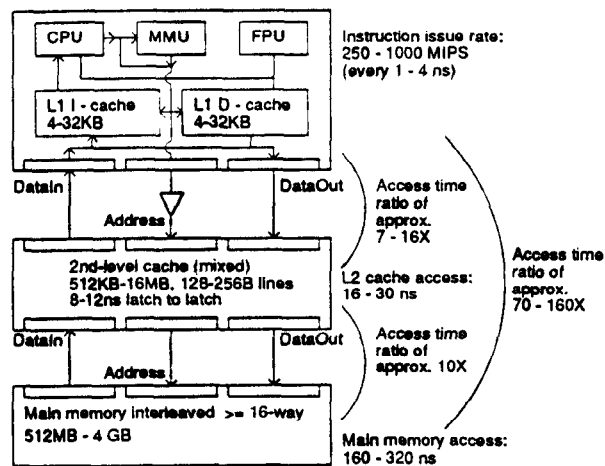 CPU
MMU
FPU
Instruction issue rate:
250 - 1000 MIPS
(every 1 - 4 ns)
L1 I - cache
4-32KB
L1 D - cache
4-32KB
DataIn
DataOut
Address
Access time
ratio of
approx.
7 - 16X
2nd-level cache (mixed)
512KB-16MB, 128-256B lines
8-12ns latch to latch
L2 cache access:
16 - 30 ns
Access time
ratio of
approx.
70 - 160X
DataIn
DataOut
Address
Access time
ratio of
approx. 10X
Main memory interleaved >= 16-way
512MB - 4 GB
Main memory access:
160 - 320 ns